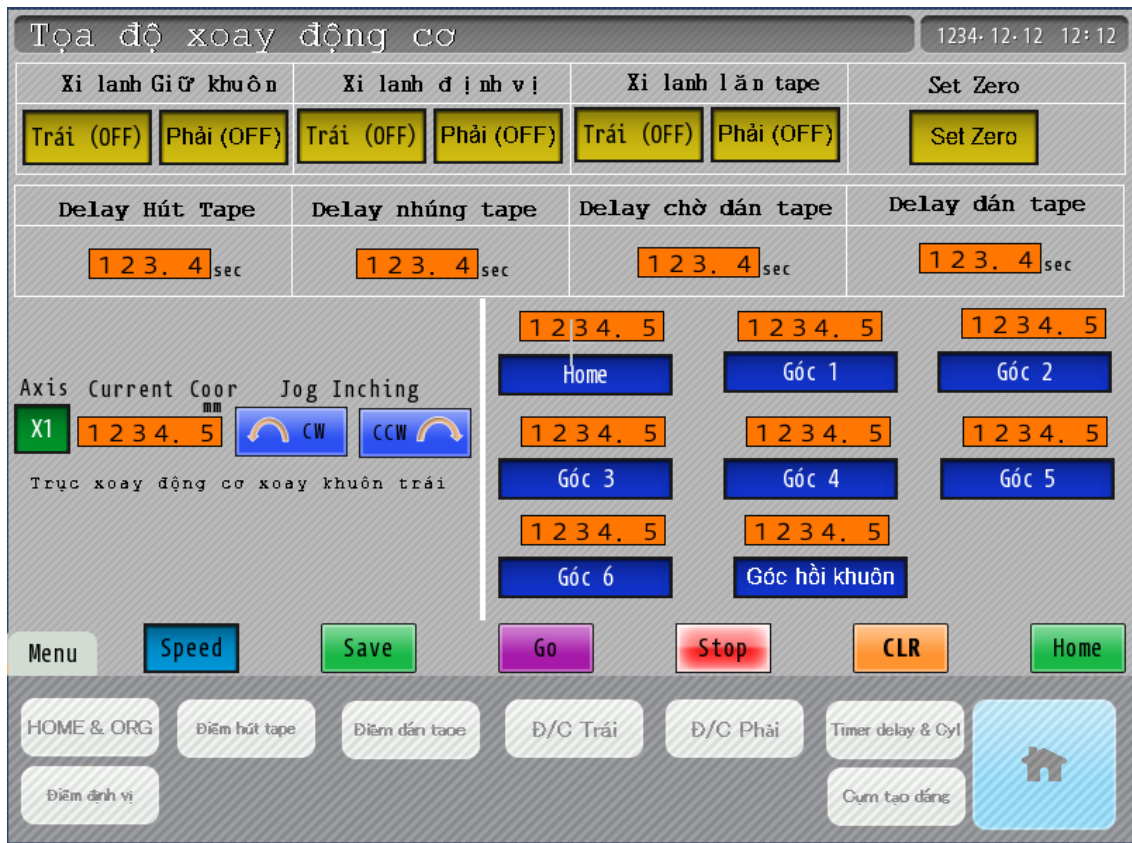 Tọa độ xoay động cơ 1234. 12. 12 12: 12
Xi lanh Giữ khuôn Xi lanh định vị Xi lanh lăn tape Set Zero
Trái (OFF) Phải (OFF) Trái (OFF) Phải (OFF) Trái (OFF) Phải (OFF) Set Zero
Delay Hút Tape Delay nhúng tape Delay chờ dán tape Delay dán tape
123. 4 sec 123. 4 sec 123. 4 sec 123. 4 sec
1234. 5 1234. 5 1234. 5
Home Góc 1 Góc 2
Axis Current Coor Jog Inching
mm
X1 1234. 5 CW CCW 1234. 5 1234. 5 1234. 5
Trục xoay động cơ xoay khuôn trái Góc 3 Góc 4 Góc 5
1234. 5 1234. 5
Góc 6 Góc hồi khuôn
Menu Speed Save Go Stop CLR Home
HOME & ORG Điểm hút tape Điểm dán taoe Đ/C Trái Đ/C Phải Timer delay & Cyl
Điểm định vị Cụm tạo dáng